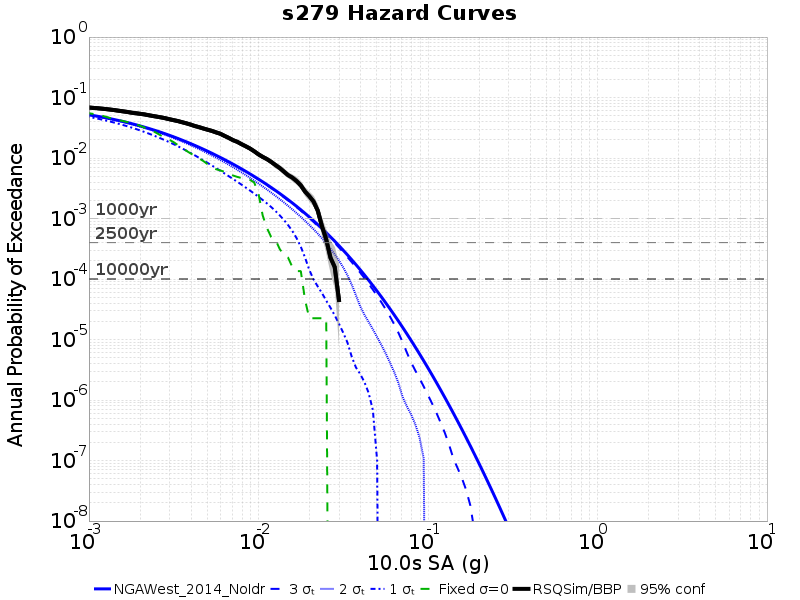 s279 Hazard Curves
Annual Probability of Exceedance
10^0
10^-1
10^-2
10^-3
10^-4
10^-5
10^-6
10^-7
10^-8
1000yr
2500yr
10000yr
10^-3 10^-2 10^-1 10^0 10^1
10.0s SA (g)
NGAWest_2014_NoIdr 3 σₜ 2 σₜ 1 σₜ Fixed σ=0 RSQSim/BBP 95% conf